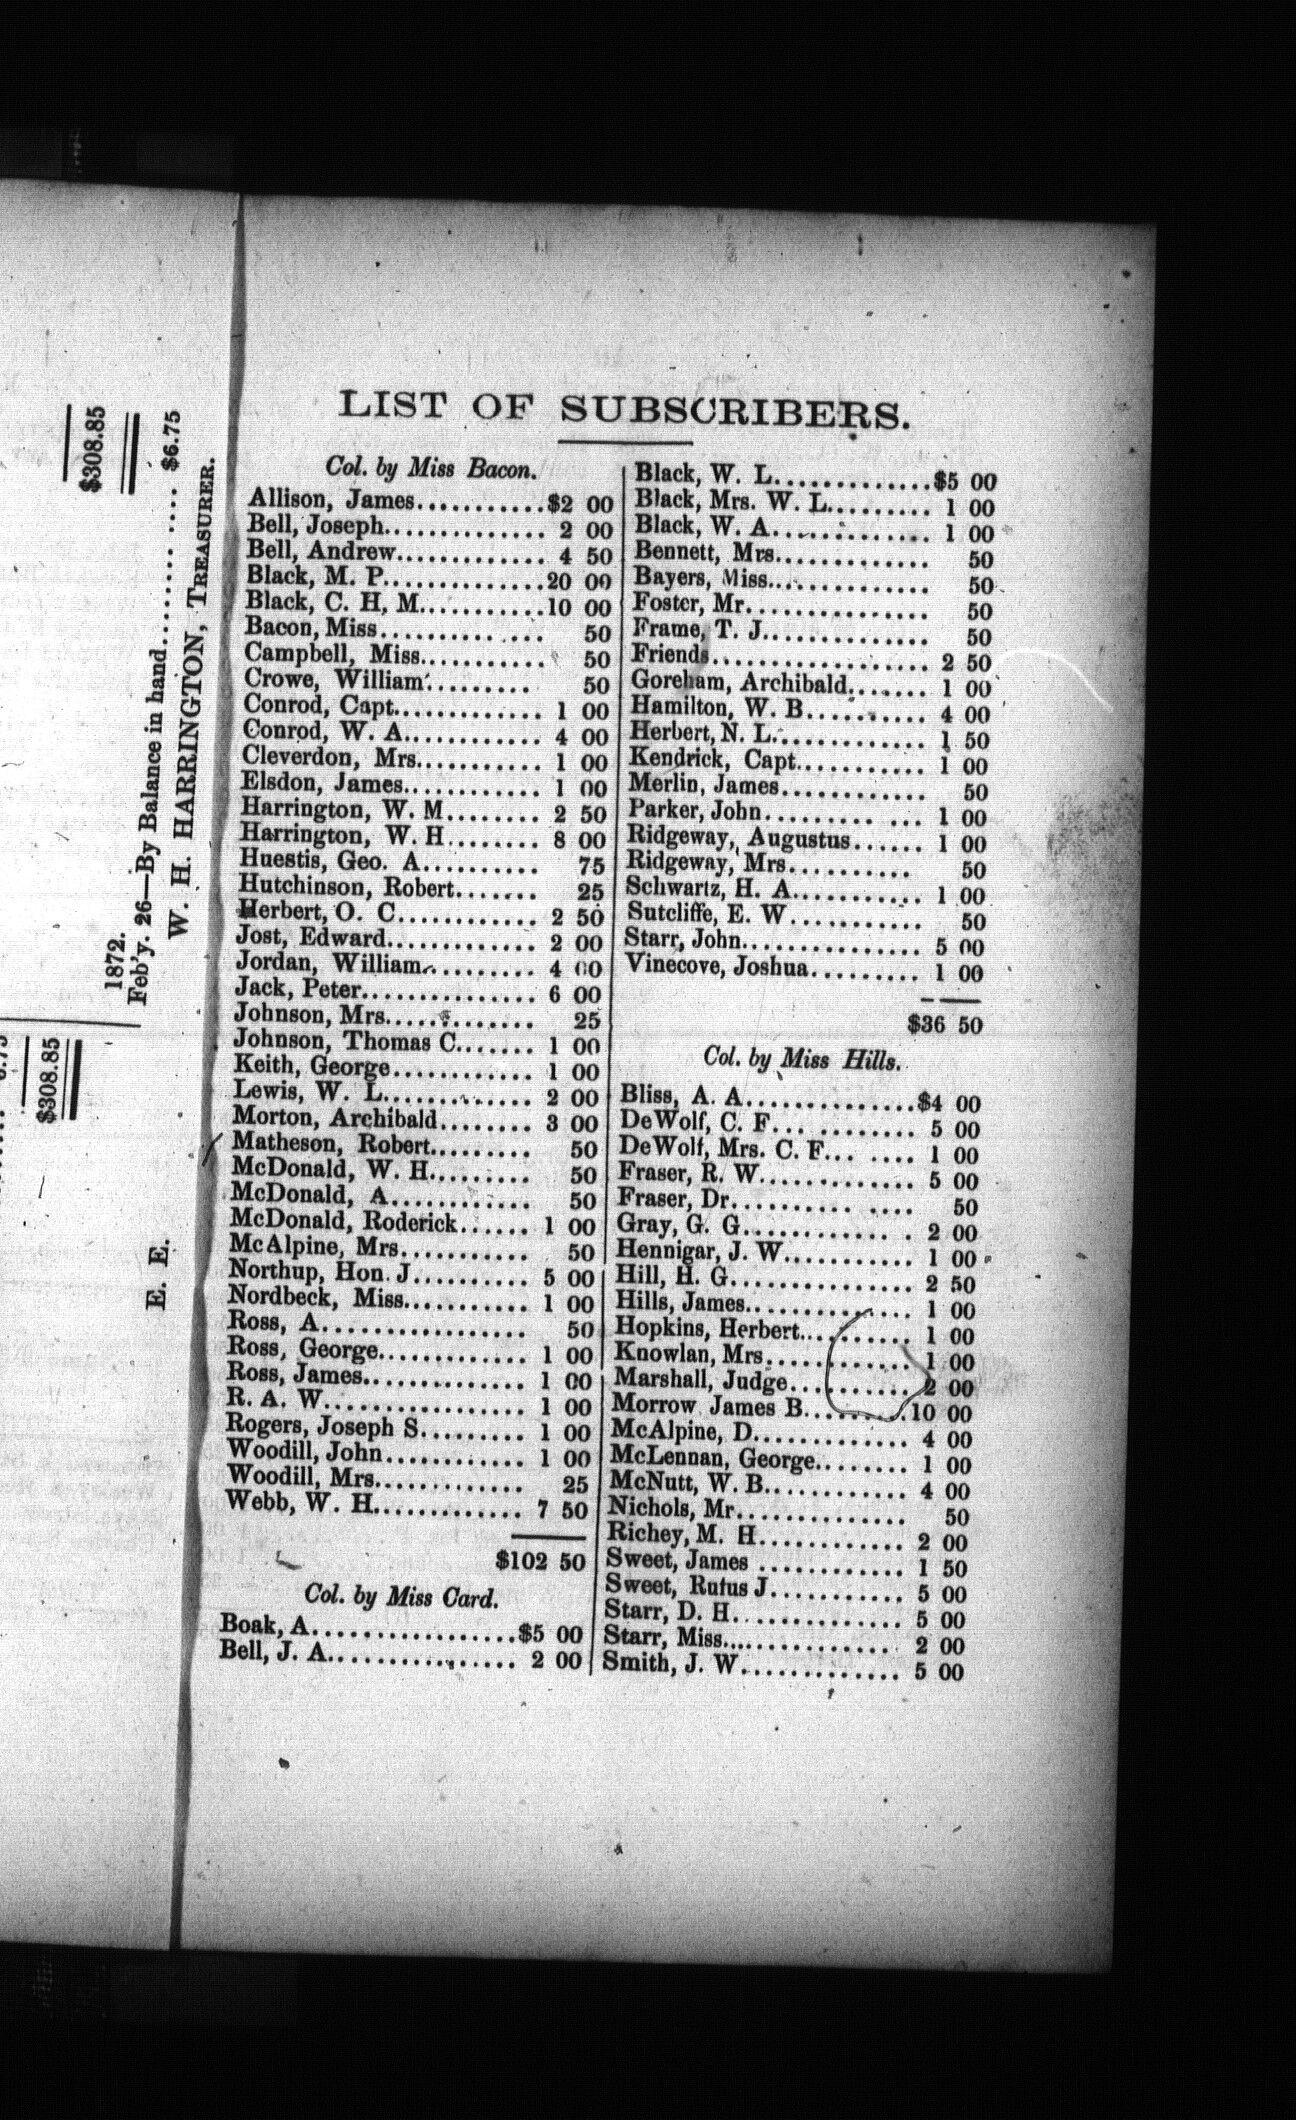 $308.85
1872.
Feb'y. 26—By Balance in hand.......... .... $6.75
W. H. HARRINGTON, TREASURER.
$308.85
E. E.
LIST OF SUBSCRIBERS.
Col. by Miss Bacon.
Allison, James...........$2 00
Bell, Joseph.............. 2 00
Bell, Andrew............. 4 50
Black, M. P..............20 00
Black, C. H, M...........10 00
Bacon, Miss.......... ... 50
Campbell, Miss........... 50
Crowe, William......... 50
Conrod, Capt............. 1 00
Conrod, W. A............ 4 00
Cleverdon, Mrs........... 1 00
Elsdon, James............ 1 00
Harrington, W. M........ 2 50
Harrington, W. H........ 8 00
Huestis, Geo. A.......... 75
Hutchinson, Robert....... 25
Herbert, O. C............ 2 50
Jost, Edward............. 2 00
Jordan, William.......... 4 00
Jack, Peter............... 6 00
Johnson, Mrs............. 25
Johnson, Thomas C....... 1 00
Keith, George............ 1 00
Lewis, W. L............. 2 00
Morton, Archibald........ 3 00
Matheson, Robert......... 50
McDonald, W. H......... 50
McDonald, A............ 50
McDonald, Roderick...... 1 00
McAlpine, Mrs........... 50
Northup, Hon. J.......... 5 00
Nordbeck, Miss........... 1 00
Ross, A.................. 50
Ross, George............. 1 00
Ross, James.............. 1 00
R. A. W................. 1 00
Rogers, Joseph S......... 1 00
Woodill, John............ 1 00
Woodill, Mrs............. 25
Webb, W. H............. 7 50
$102 50
Col. by Miss Card.
Boak, A.................$5 00
Bell, J. A................ 2 00
Black, W. L.............$5 00
Black, Mrs. W. L......... 1 00
Black, W. A.............. 1 00
Bennett, Mrs............. 50
Bayers, Miss.............. 50
Foster, Mr............... 50
Frame, T. J.............. 50
Friends.................. 2 50
Goreham, Archibald....... 1 00
Hamilton, W. B.......... 4 00
Herbert, N. L............. 1 50
Kendrick, Capt........... 1 00
Merlin, James............ 50
Parker, John......... ... 1 00
Ridgeway, Augustus...... 1 00
Ridgeway, Mrs.......... 50
Schwartz, H. A........... 1 00
Sutcliffe, E. W........... 50
Starr, John............... 5 00
Vinecove, Joshua......... 1 00
$36 50
Col. by Miss Hills.
Bliss, A. A..............$4 00
DeWolf, C. F... ........ 5 00
DeWolf, Mrs. C. F... .... 1 00
Fraser, R. W............. 5 00
Fraser, Dr.......... .... 50
Gray, G. G............ . 2 00
Hennigar, J. W........... 1 00
Hill, H. G............... 2 50
Hills, James.............. 1 00
Hopkins, Herbert.......... 1 00
Knowlan, Mrs............ 1 00
Marshall, Judge.......... 2 00
Morrow James B.........10 00
McAlpine, D............. 4 00
McLennan, George........ 1 00
McNutt, W. B........... 4 00
Nichols, Mr.............. 50
Richey, M. H............ 2 00
Sweet, James ............ 1 50
Sweet, Rufus J........... 5 00
Starr, D. H.............. 5 00
Starr, Miss............... 2 00
Smith, J. W............. 5 00